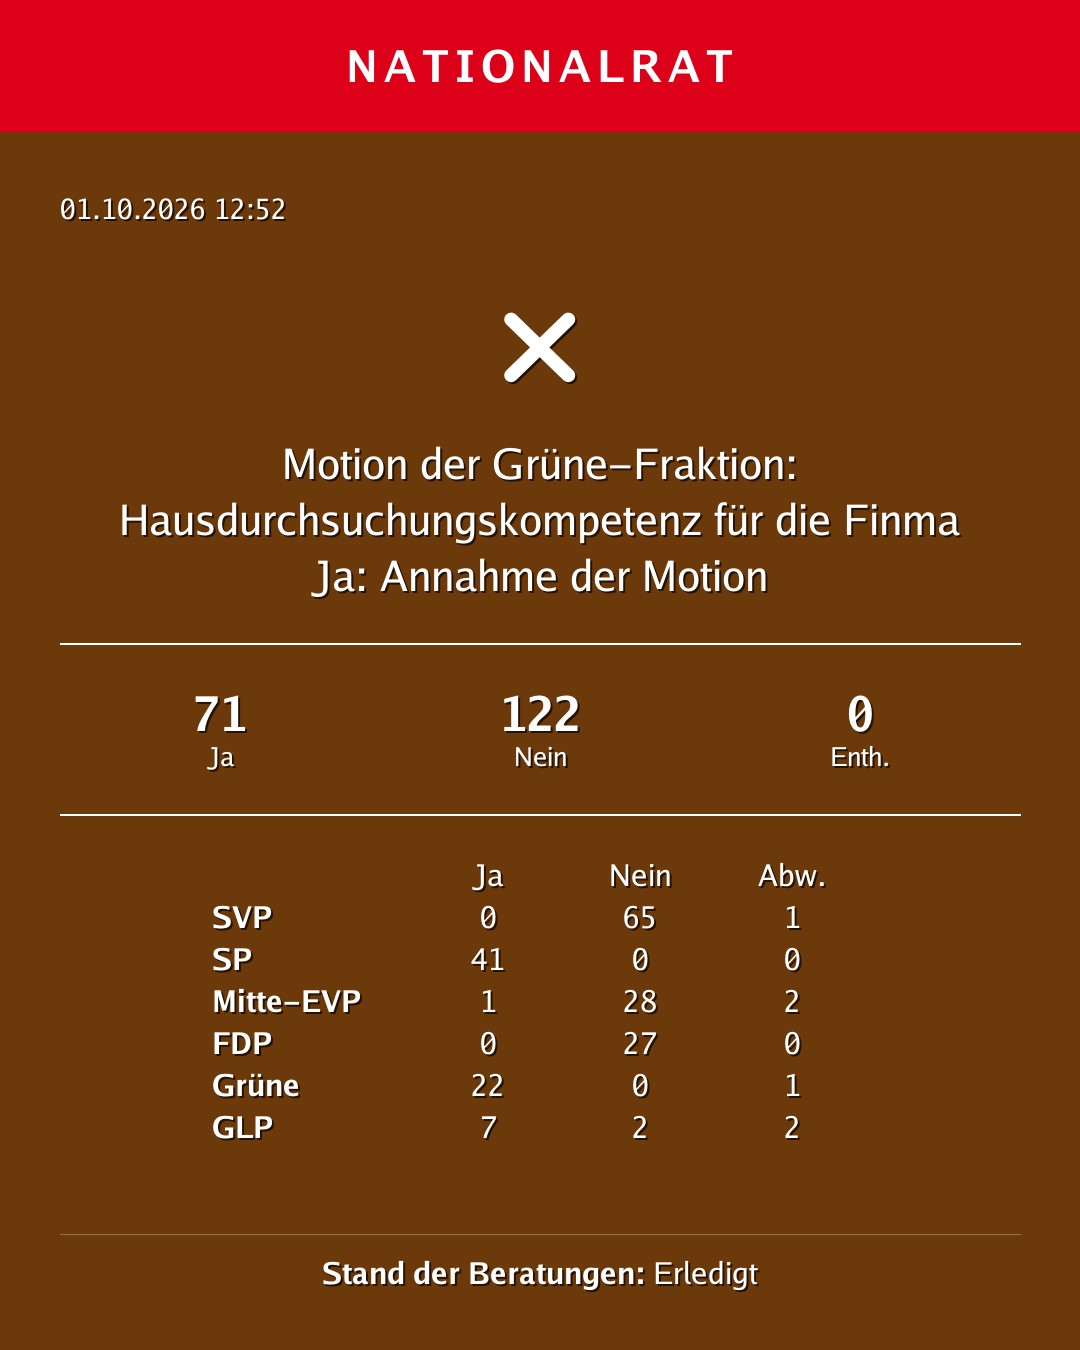 NATIONALRAT
01.10.2026 12:52
Motion der Grüne–Fraktion:
Hausdurchsuchungskompetenz für die Finma
Ja: Annahme der Motion
71 122 0
Ja Nein Enth.
Ja Nein Abw.
SVP 0 65 1
SP 41 0 0
Mitte–EVP 1 28 2
FDP 0 27 0
Grüne 22 0 1
GLP 7 2 2
Stand der Beratungen: Erledigt